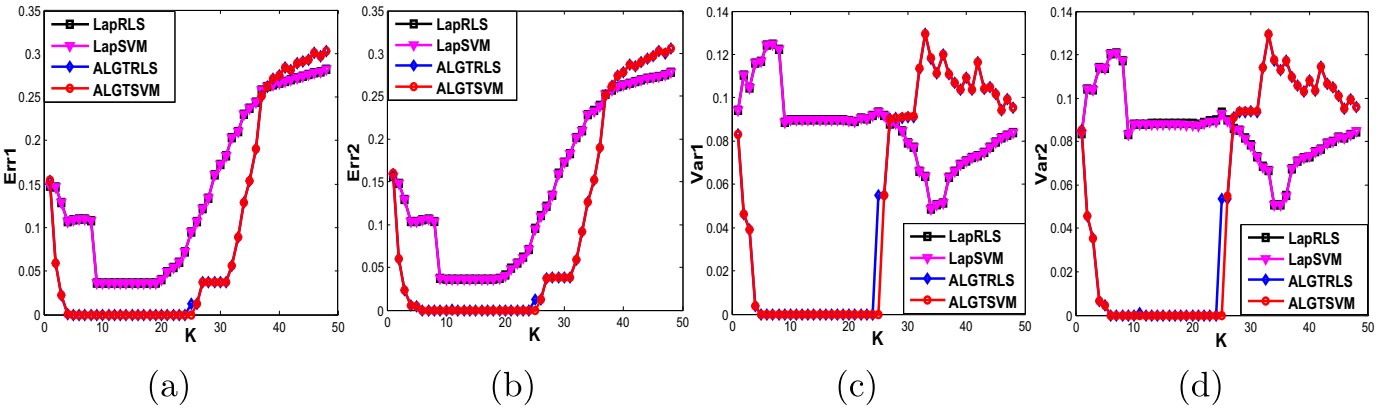 0.35
0.3
0.25
0.2
0.15
0.1
0.05
0
Err1
LapRLS
LapSVM
ALGTRLS
ALGTSVM
0 10 20 30 40 50
K
(a)
0.35
0.3
0.25
0.2
0.15
0.1
0.05
0
Err2
LapRLS
LapSVM
ALGTRLS
ALGTSVM
0 10 20 30 40 50
K
(b)
0.14
0.12
0.1
0.08
0.06
0.04
0.02
0
Var1
LapRLS
LapSVM
ALGTRLS
ALGTSVM
0 10 20 30 40 50
K
(c)
0.14
0.12
0.1
0.08
0.06
0.04
0.02
0
Var2
LapRLS
LapSVM
ALGTRLS
ALGTSVM
0 10 20 30 40 50
K
(d)